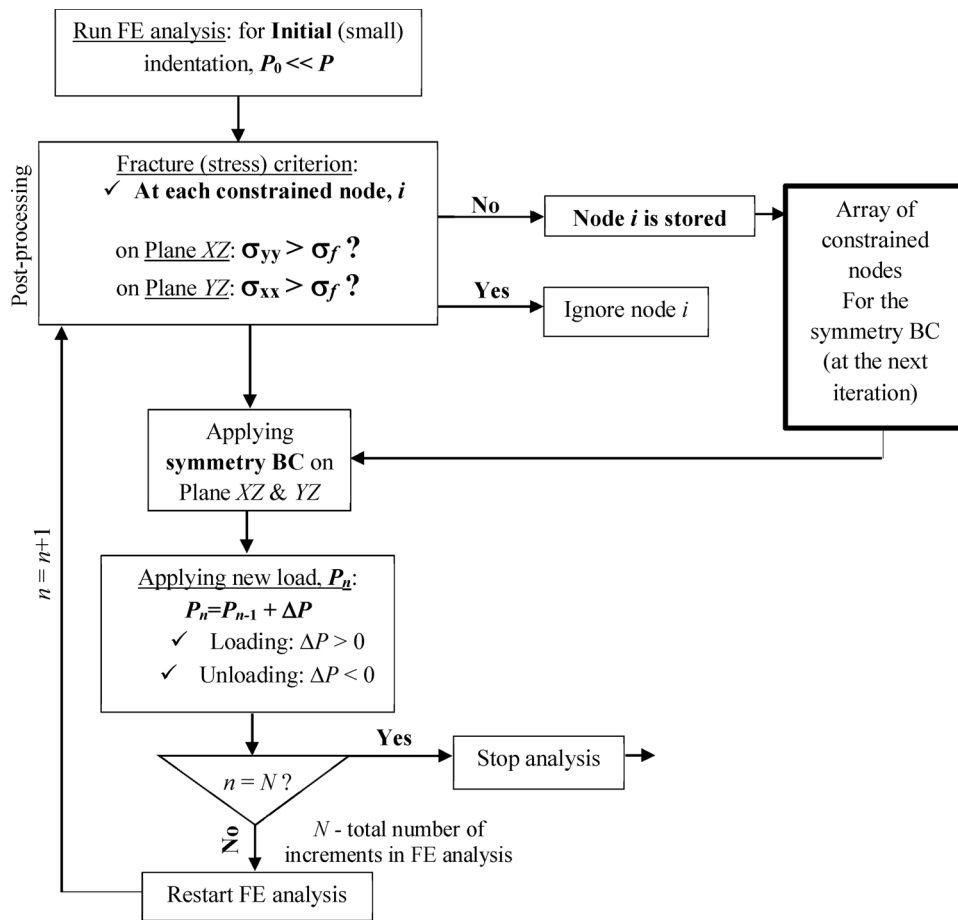 Run FE analysis: for Initial (small)
indentation, P₀ << P
Post-processing
Fracture (stress) criterion:
✓ At each constrained node, i
on Plane XZ: σyy > σf ?
on Plane YZ: σxx > σf ?
No
Node i is stored
Yes
Ignore node i
Array of
constrained
nodes
For the
symmetry BC
(at the next
iteration)
Applying
symmetry BC on
Plane XZ & YZ
n = n+1
Applying new load, Pn:
Pn=Pn-1 + ΔP
✓ Loading: ΔP > 0
✓ Unloading: ΔP < 0
n = N ?
Yes
Stop analysis
No
N - total number of
increments in FE analysis
Restart FE analysis